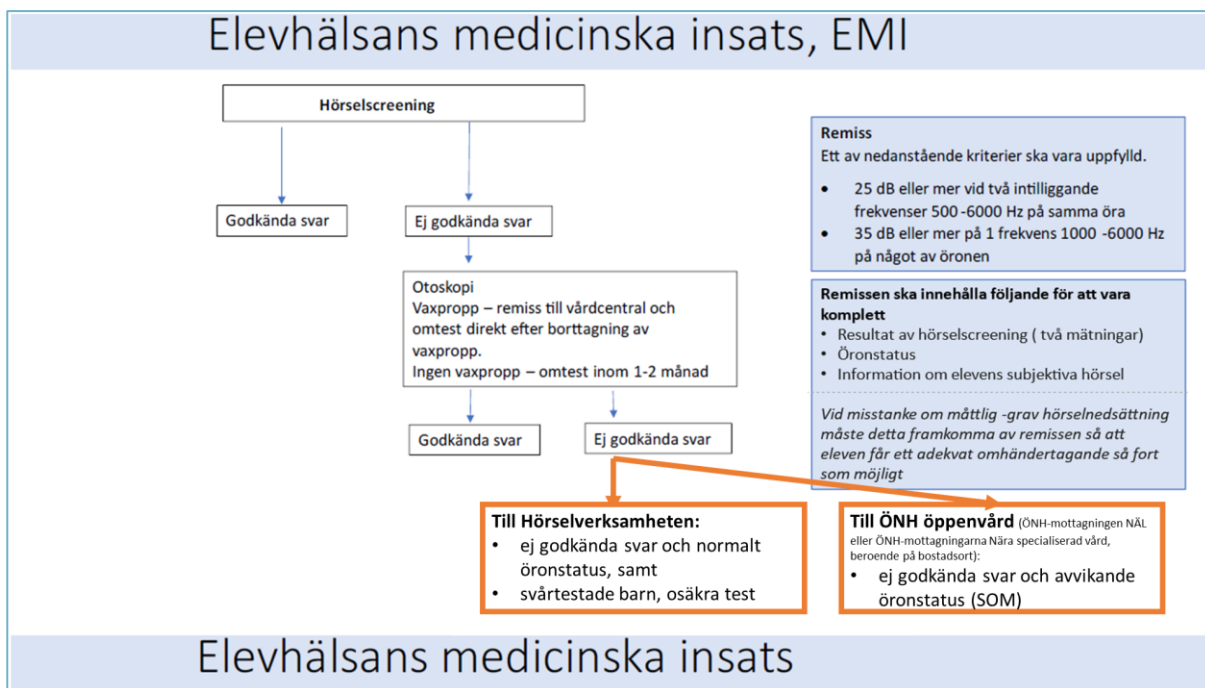 Elevhälsans medicinska insats, EMI
Hörselscreening
Godkända svar
Ej godkända svar
Otoskopi
Vaxpropp – remiss till vårdcentral och
omtest direkt efter borttagning av
vaxpropp.
Ingen vaxpropp – omtest inom 1-2 månad
Godkända svar
Ej godkända svar
Remiss
Ett av nedanstående kriterier ska vara uppfylld.
• 25 dB eller mer vid två intilliggande
frekvenser 500 -6000 Hz på samma öra
• 35 dB eller mer på 1 frekvens 1000 -6000 Hz
på något av öronen
Remissen ska innehålla följande för att vara
komplett
• Resultat av hörselscreening ( två mätningar)
• Öronstatus
• Information om elevens subjektiva hörsel
Vid misstanke om måttlig -grav hörselnedsättning
måste detta framkomma av remissen så att
eleven får ett adekvat omhändertagande så fort
som möjligt
Till Hörselverksamheten:
• ej godkända svar och normalt
öronstatus, samt
• svårtestade barn, osäkra test
Till ÖNH öppenvård (ÖNH-mottagningen NÄL
eller ÖNH-mottagningarna Nära specialiserad vård,
beroende på bostadsort):
• ej godkända svar och avvikande
öronstatus (SOM)
Elevhälsans medicinska insats